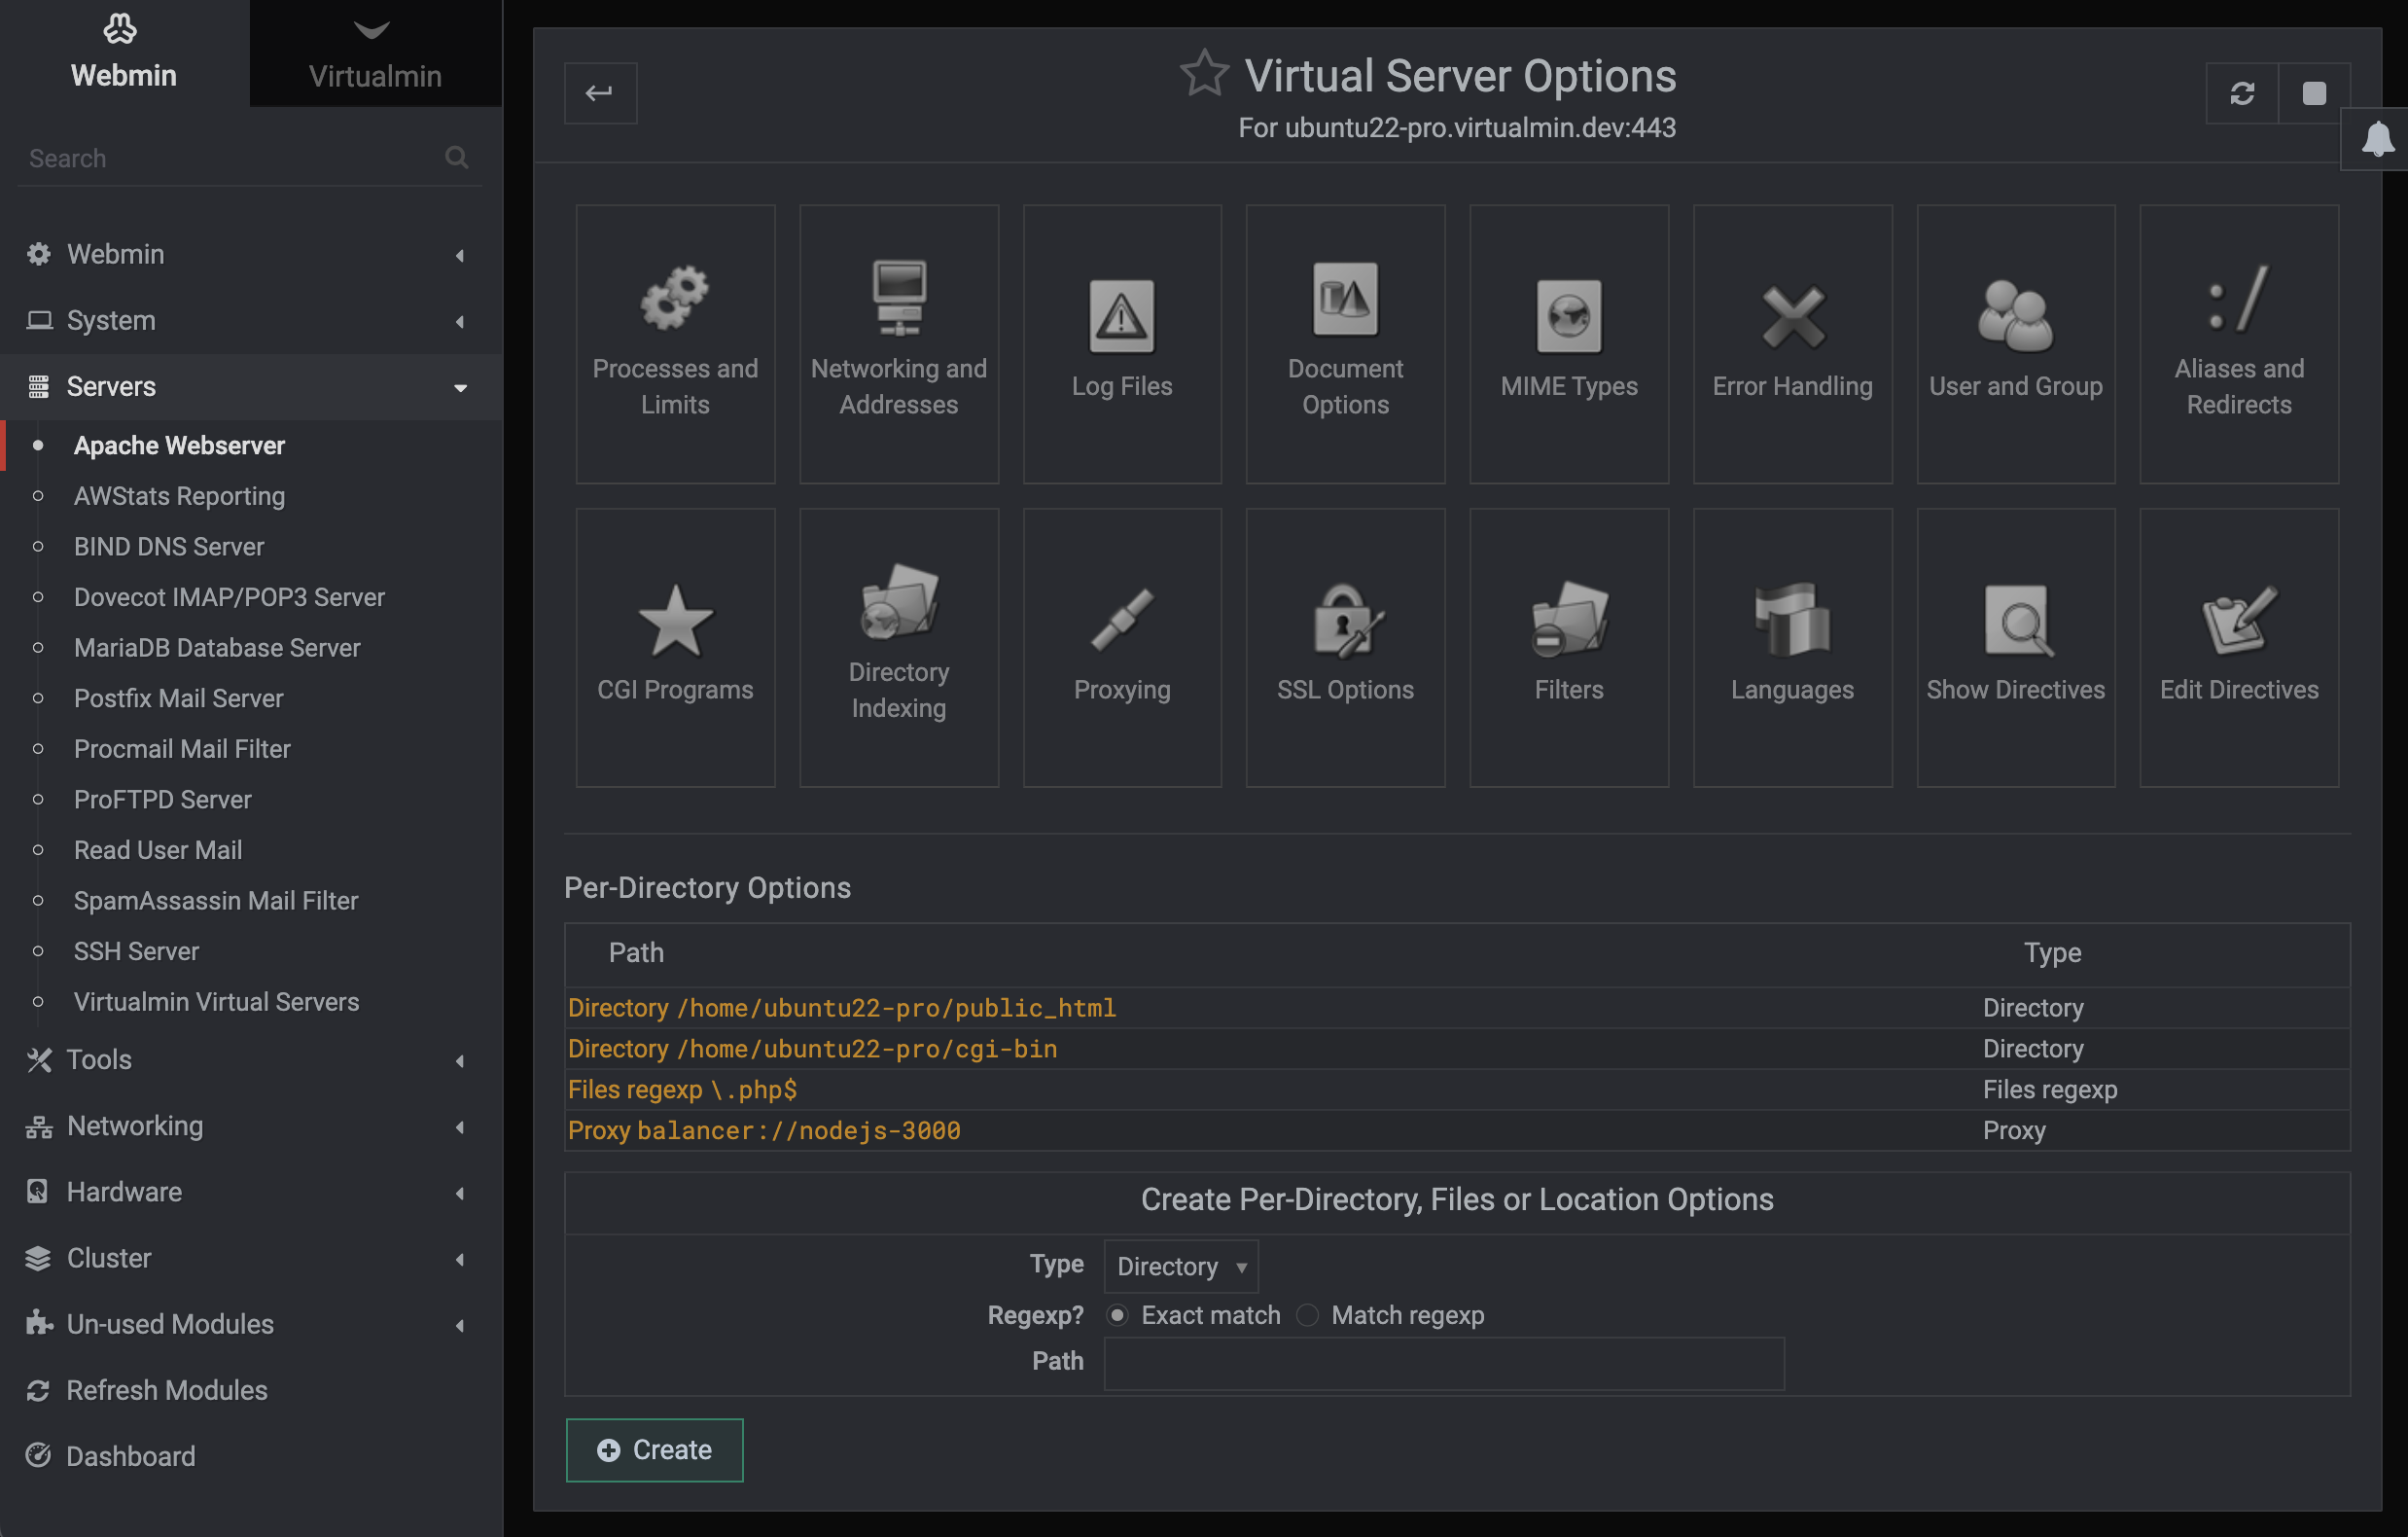 Webmin
Virtualmin
Search
Webmin
System
Servers
Apache Webserver
AWStats Reporting
BIND DNS Server
Dovecot IMAP/POP3 Server
MariaDB Database Server
Postfix Mail Server
Procmail Mail Filter
ProFTPD Server
Read User Mail
SpamAssassin Mail Filter
SSH Server
Virtualmin Virtual Servers
Tools
Networking
Hardware
Cluster
Un-used Modules
Refresh Modules
Dashboard
Virtual Server Options
For ubuntu22-pro.virtualmin.dev:443
Processes and
Limits
Networking and
Addresses
Log Files
Document
Options
MIME Types
Error Handling
User and Group
Aliases and
Redirects
CGI Programs
Directory
Indexing
Proxying
SSL Options
Filters
Languages
Show Directives
Edit Directives
Per-Directory Options
Path Type
Directory /home/ubuntu22-pro/public_html Directory
Directory /home/ubuntu22-pro/cgi-bin Directory
Files regexp \.php$ Files regexp
Proxy balancer://nodejs-3000 Proxy
Create Per-Directory, Files or Location Options
Type Directory
Regexp? Exact match Match regexp
Path
Create